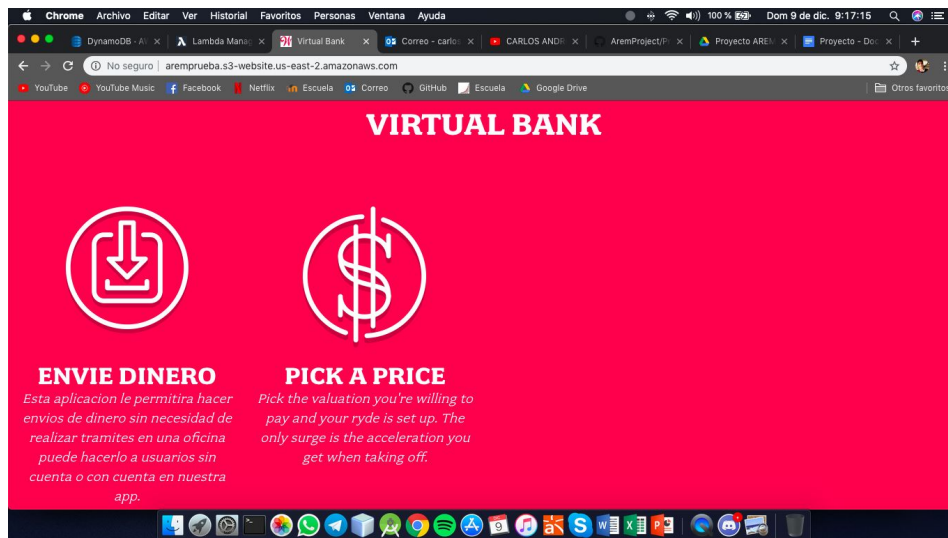 Chrome Archivo Editar Ver Historial Favoritos Personas Ventana Ayuda 100 % Dom 9 de dic. 9:17:15
DynamoDB - AW Lambda Manag Virtual Bank Correo - carlos CARLOS ANDR AremProject/Pr Proyecto AREM Proyecto - Doc
No seguro | aremprueba.s3-website.us-east-2.amazonaws.com
YouTube YouTube Music Facebook Netflix Escuela Correo GitHub Escuela Google Drive Otros favoritos
VIRTUAL BANK
ENVIE DINERO
Esta aplicacion le permitira hacer
envios de dinero sin necesidad de
realizar tramites en una oficina
puede hacerlo a usuarios sin
cuenta o con cuenta en nuestra
app.
PICK A PRICE
Pick the valuation you're willing to
pay and your ryde is set up. The
only surge is the acceleration you
get when taking off.